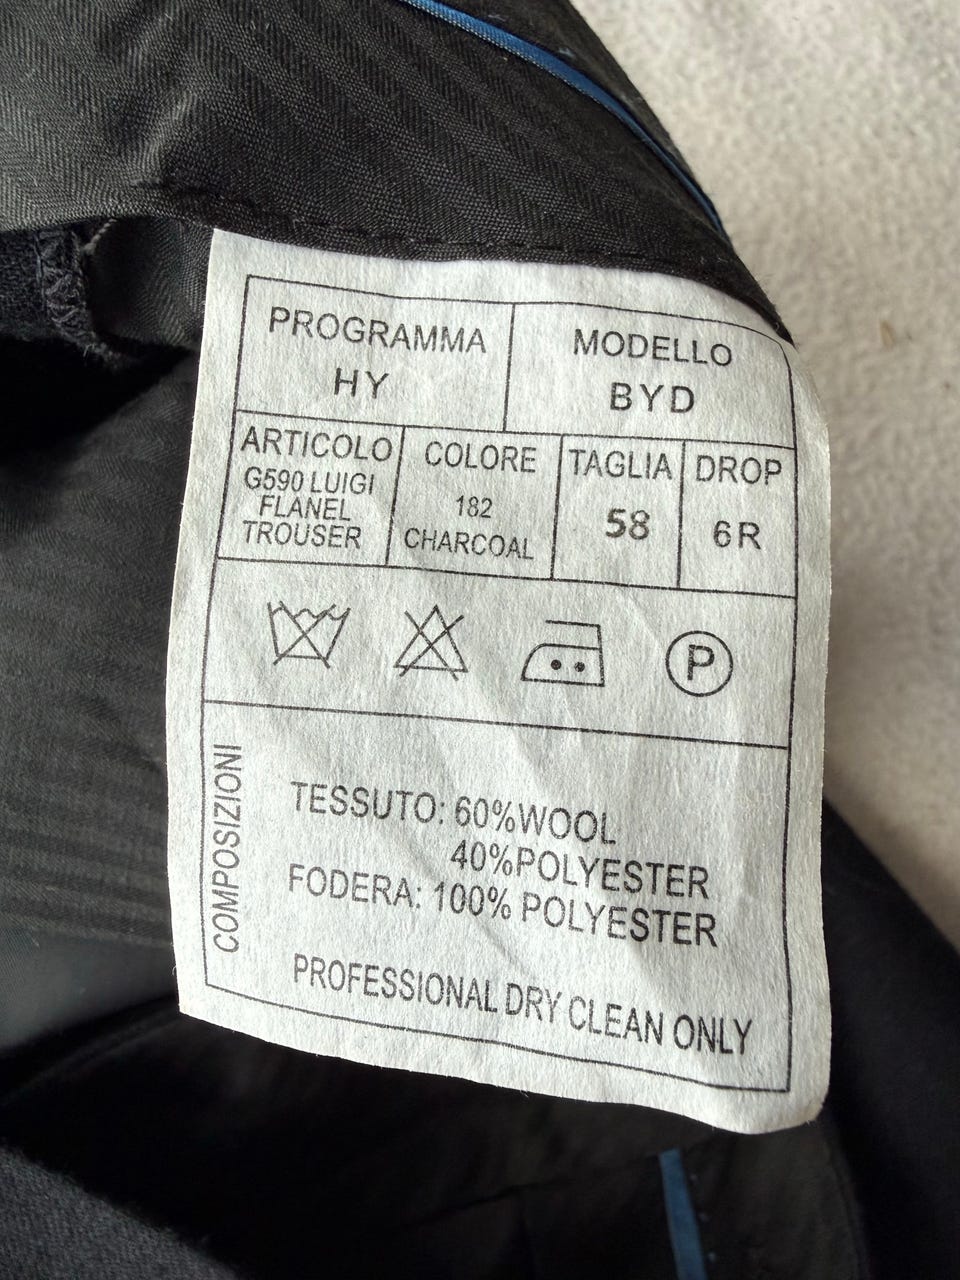 PROGRAMMA
HY
MODELLO
BYD
ARTICOLO
G590 LUIGI
FLANEL
TROUSER
COLORE
182
CHARCOAL
TAGLIA
58
DROP
6R
P
COMPOSIZIONI
TESSUTO: 60%WOOL
40%POLYESTER
FODERA: 100% POLYESTER
PROFESSIONAL DRY CLEAN ONLY